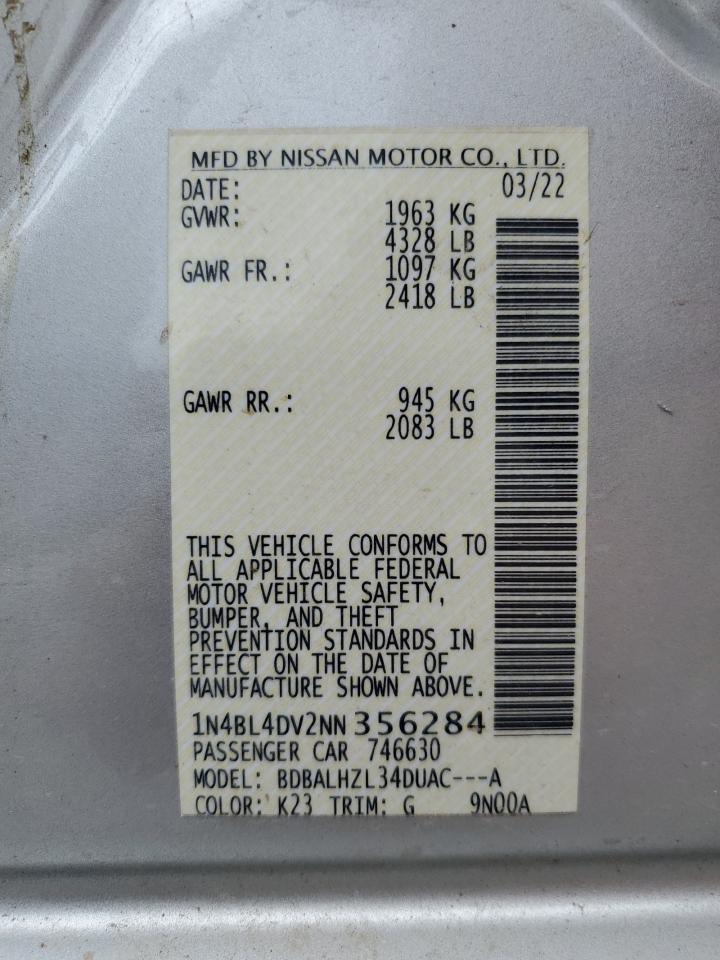 MFD BY NISSAN MOTOR CO., LTD.
DATE: 03/22
GVWR: 1963 KG
4328 LB
GAWR FR.: 1097 KG
2418 LB
GAWR RR.: 945 KG
2083 LB
THIS VEHICLE CONFORMS TO
ALL APPLICABLE FEDERAL
MOTOR VEHICLE SAFETY,
BUMPER, AND THEFT
PREVENTION STANDARDS IN
EFFECT ON THE DATE OF
MANUFACTURE SHOWN ABOVE.
1N4BL4DV2NN356284
PASSENGER CAR 746630
MODEL: BDBALHZL34DUAC---A
COLOR: K23 TRIM: G 9N00A